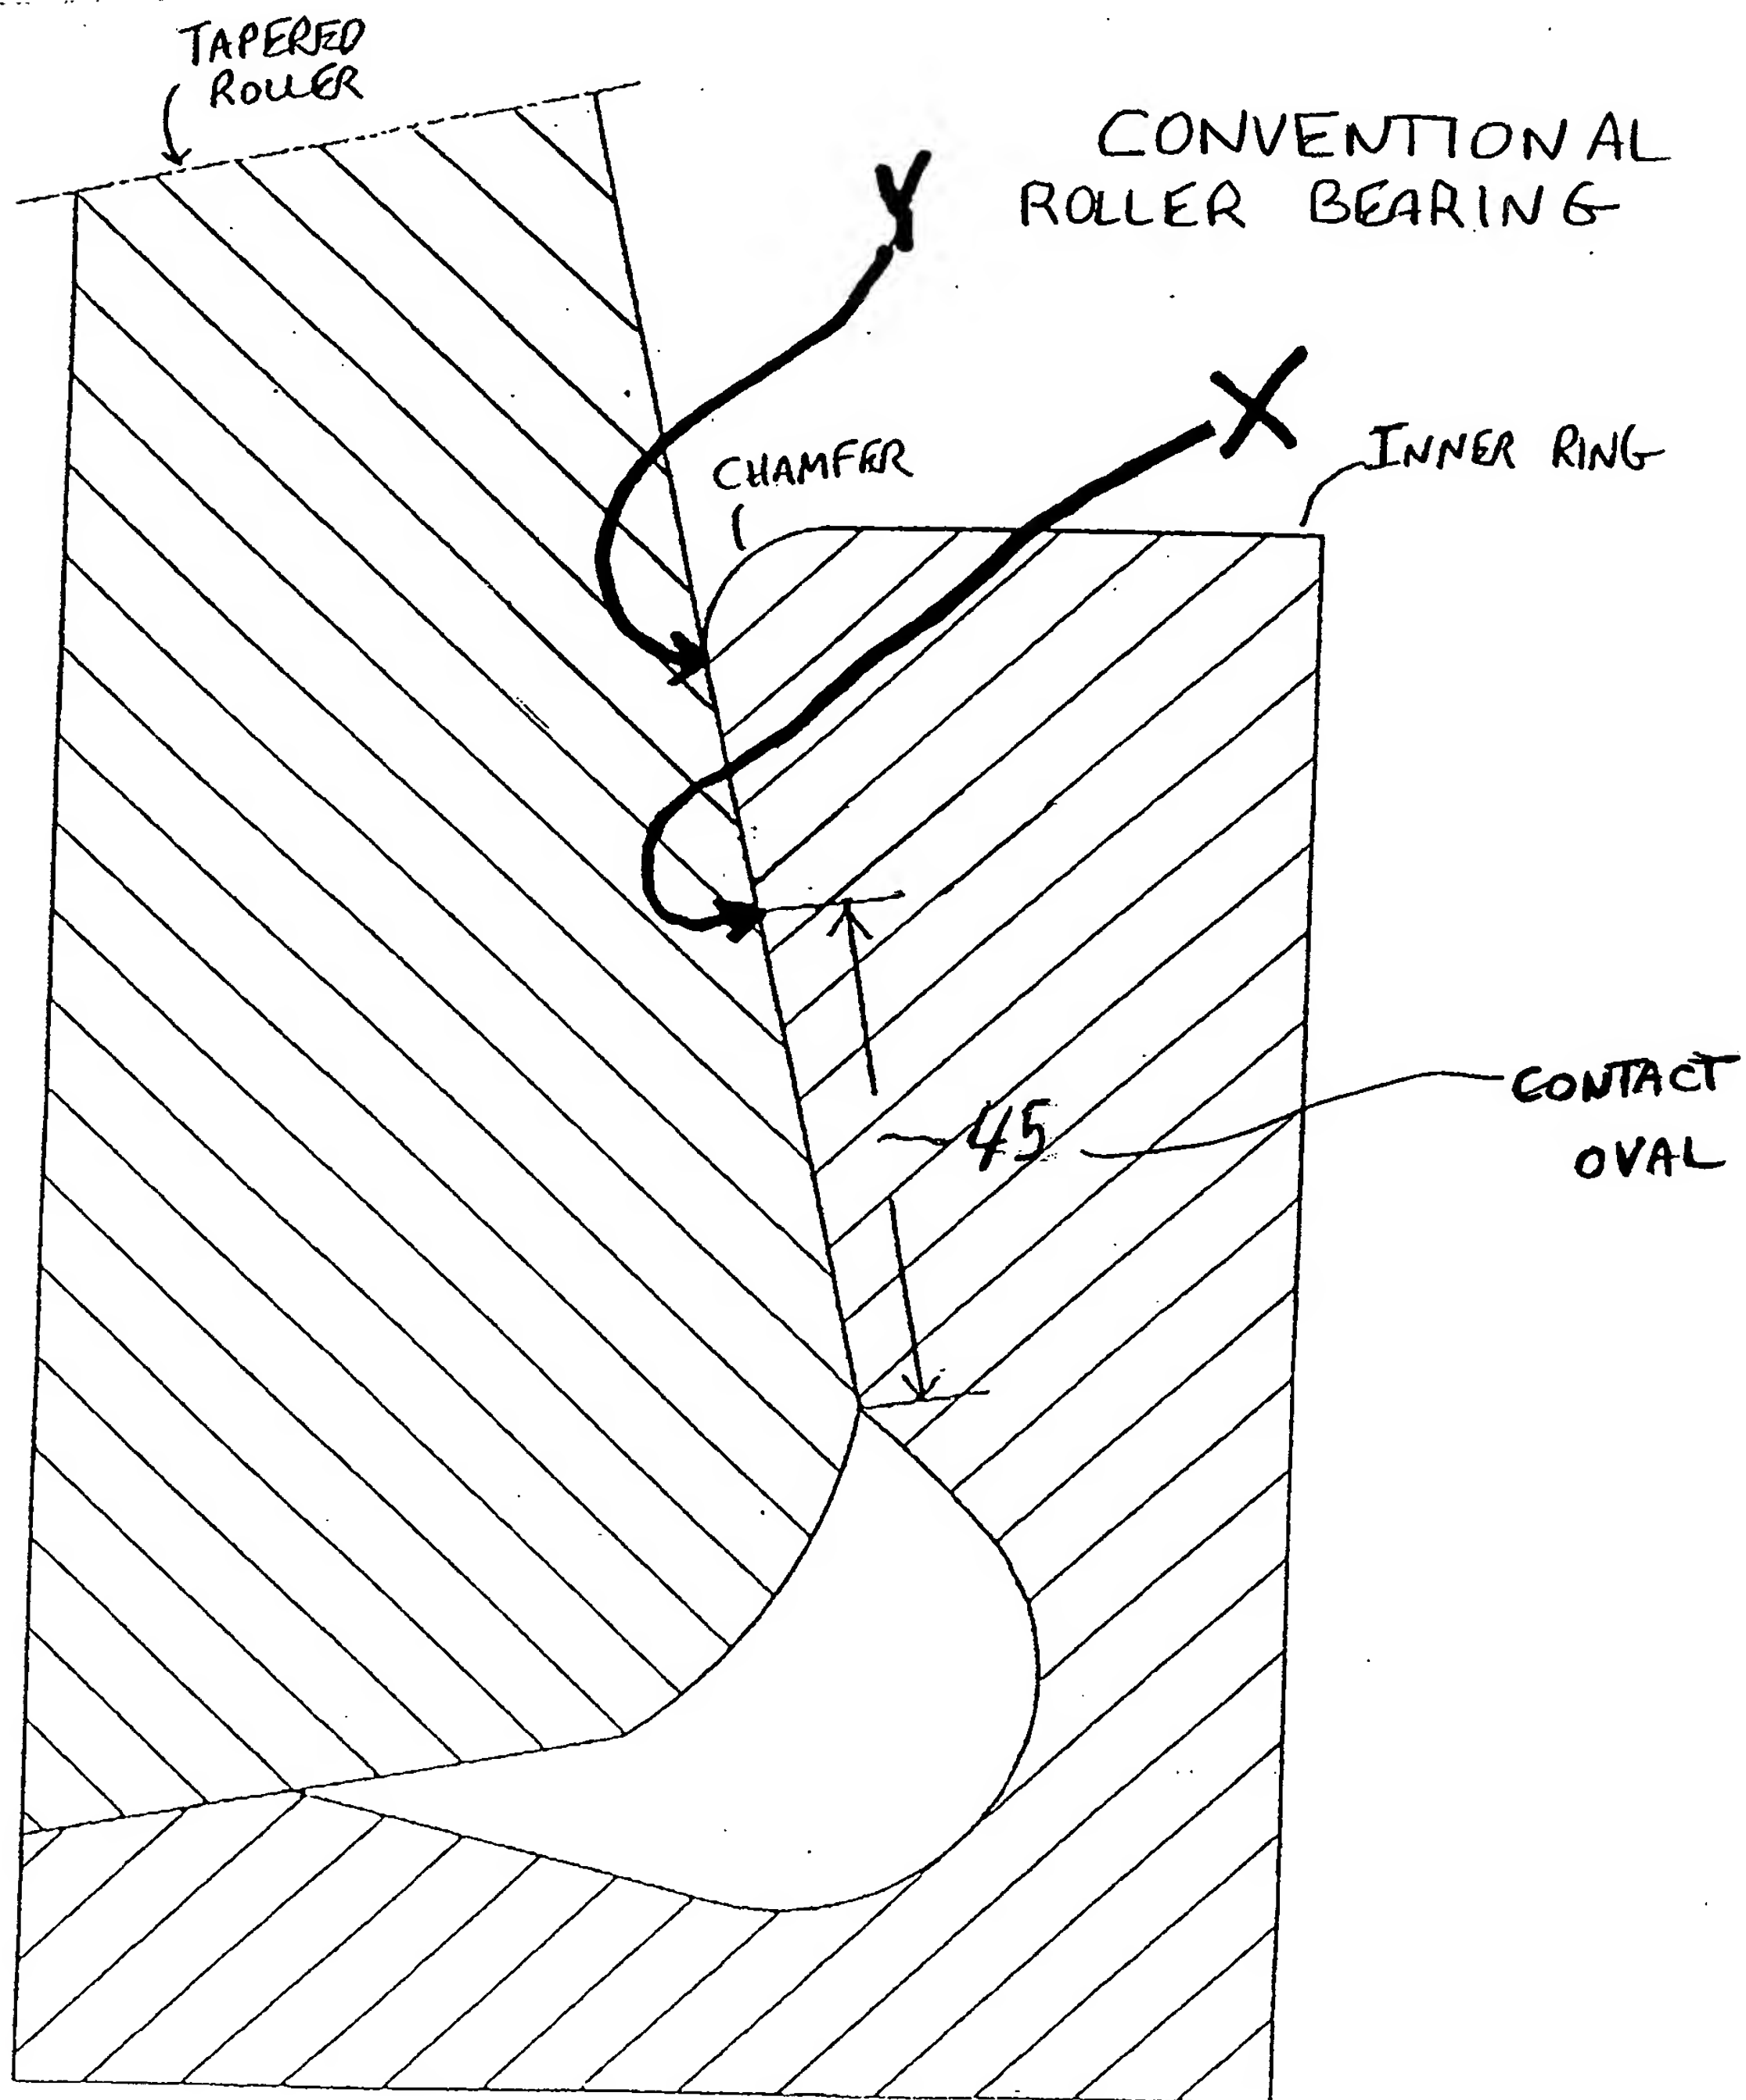 TAPERED
ROLLER
CONVENTIONAL
ROLLER BEARING
Y
X
CHAMFER
INNER RING
45
CONTACT
OVAL